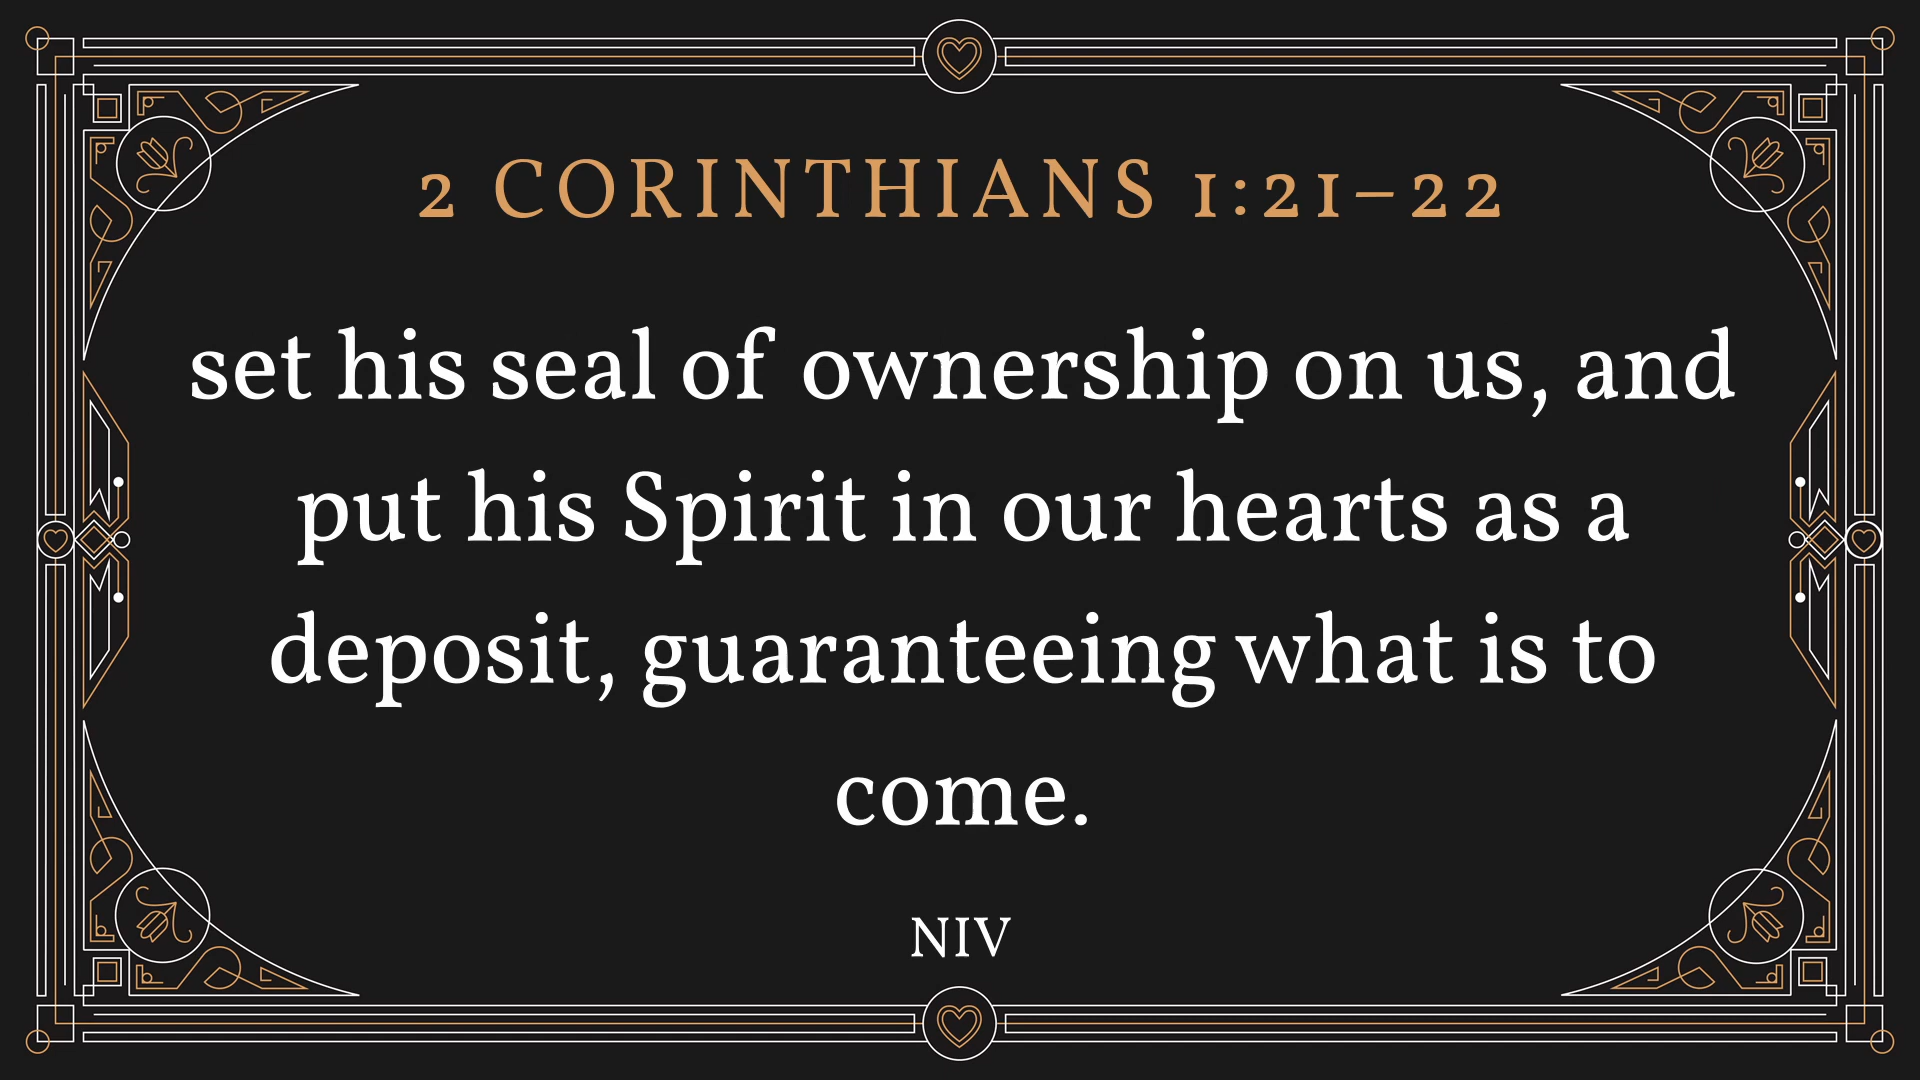 2 CORINTHIANS 1:21–22
set his seal of ownership on us, and
put his Spirit in our hearts as a
deposit, guaranteeing what is to
come.
NIV